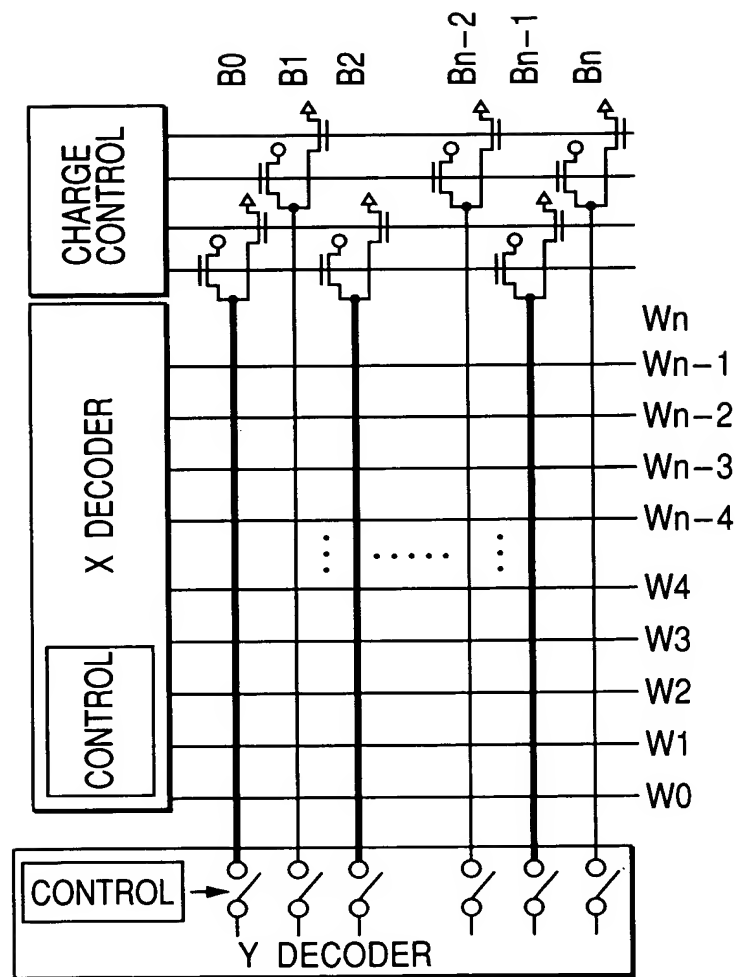 B0
B1
B2
Bn-2
Bn-1
Bn
CHARGE
CONTROL
Wn
Wn-1
Wn-2
Wn-3
Wn-4
X DECODER
W4
W3
W2
CONTROL
W1
W0
CONTROL
Y DECODER